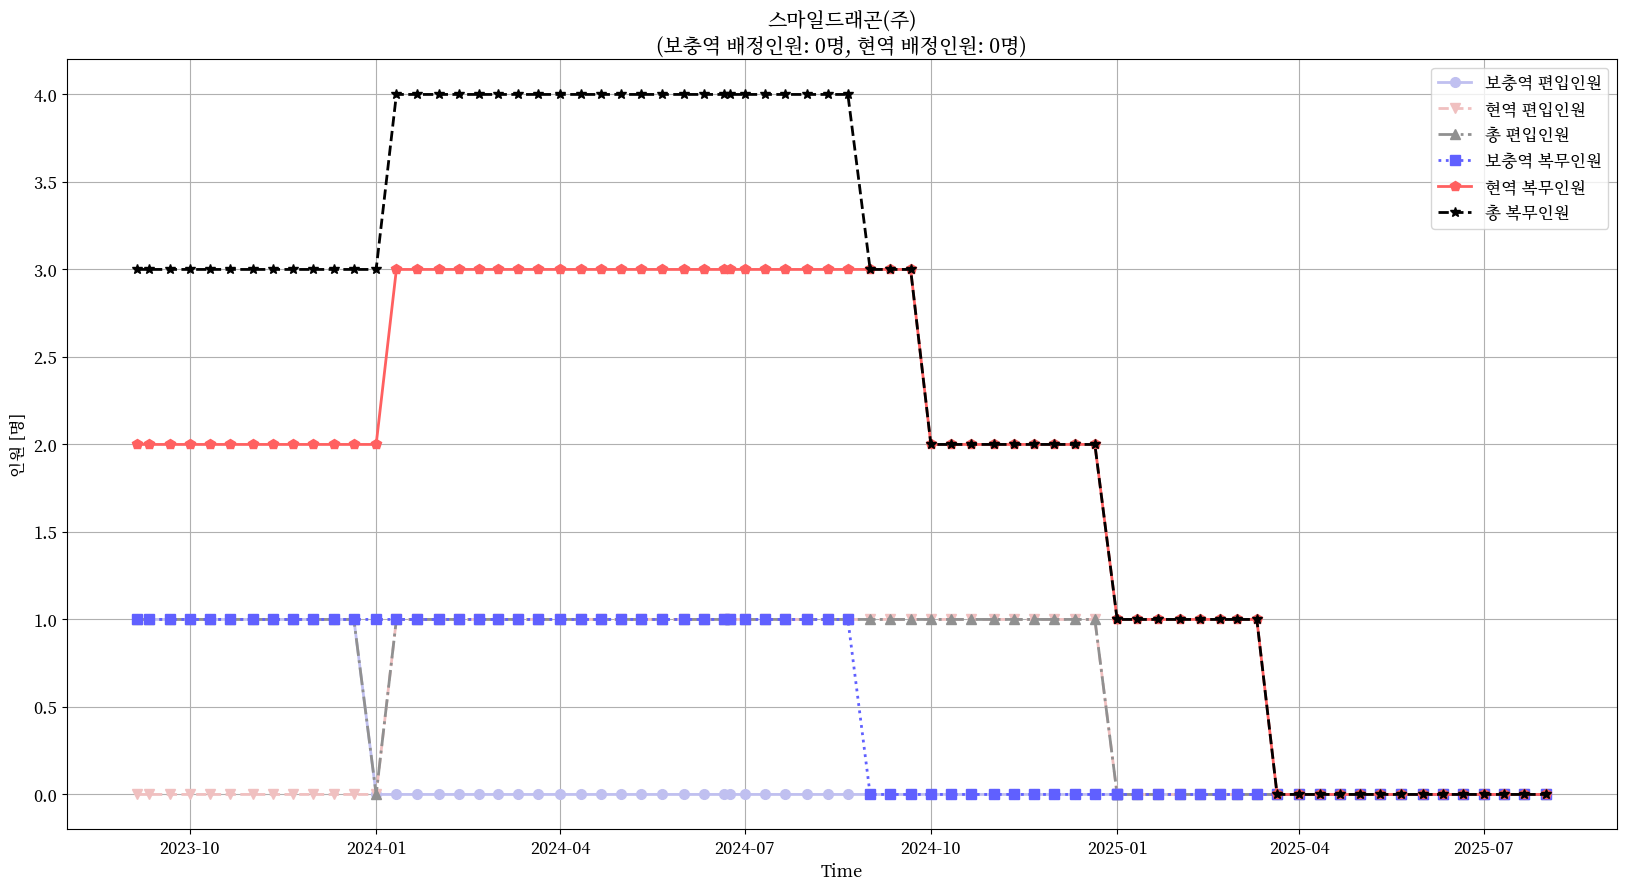 스마일드래곤(주)
(보충역 배정인원: 0명, 현역 배정인원: 0명)
보충역 편입인원
현역 편입인원
총 편입인원
보충역 복무인원
현역 복무인원
총 복무인원
인원 [명]
4.0
3.5
3.0
2.5
2.0
1.5
1.0
0.5
0.0
2023-10
2024-01
2024-04
2024-07
2024-10
2025-01
2025-04
2025-07
Time